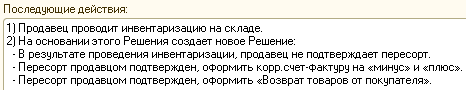 Последующие действия:
1) Продавец проводит инвентаризацию на складе.
2) На основании этого Решения создает новое Решение:
- В результате проведения инвентаризации, продавец не подтверждает пересорт.
- Пересорт продавцом подтвержден, оформить корр.счет-фактуру на «минус» и «плюс».
- Пересорт продавцом подтвержден, оформить «Возврат товаров от покупателя».